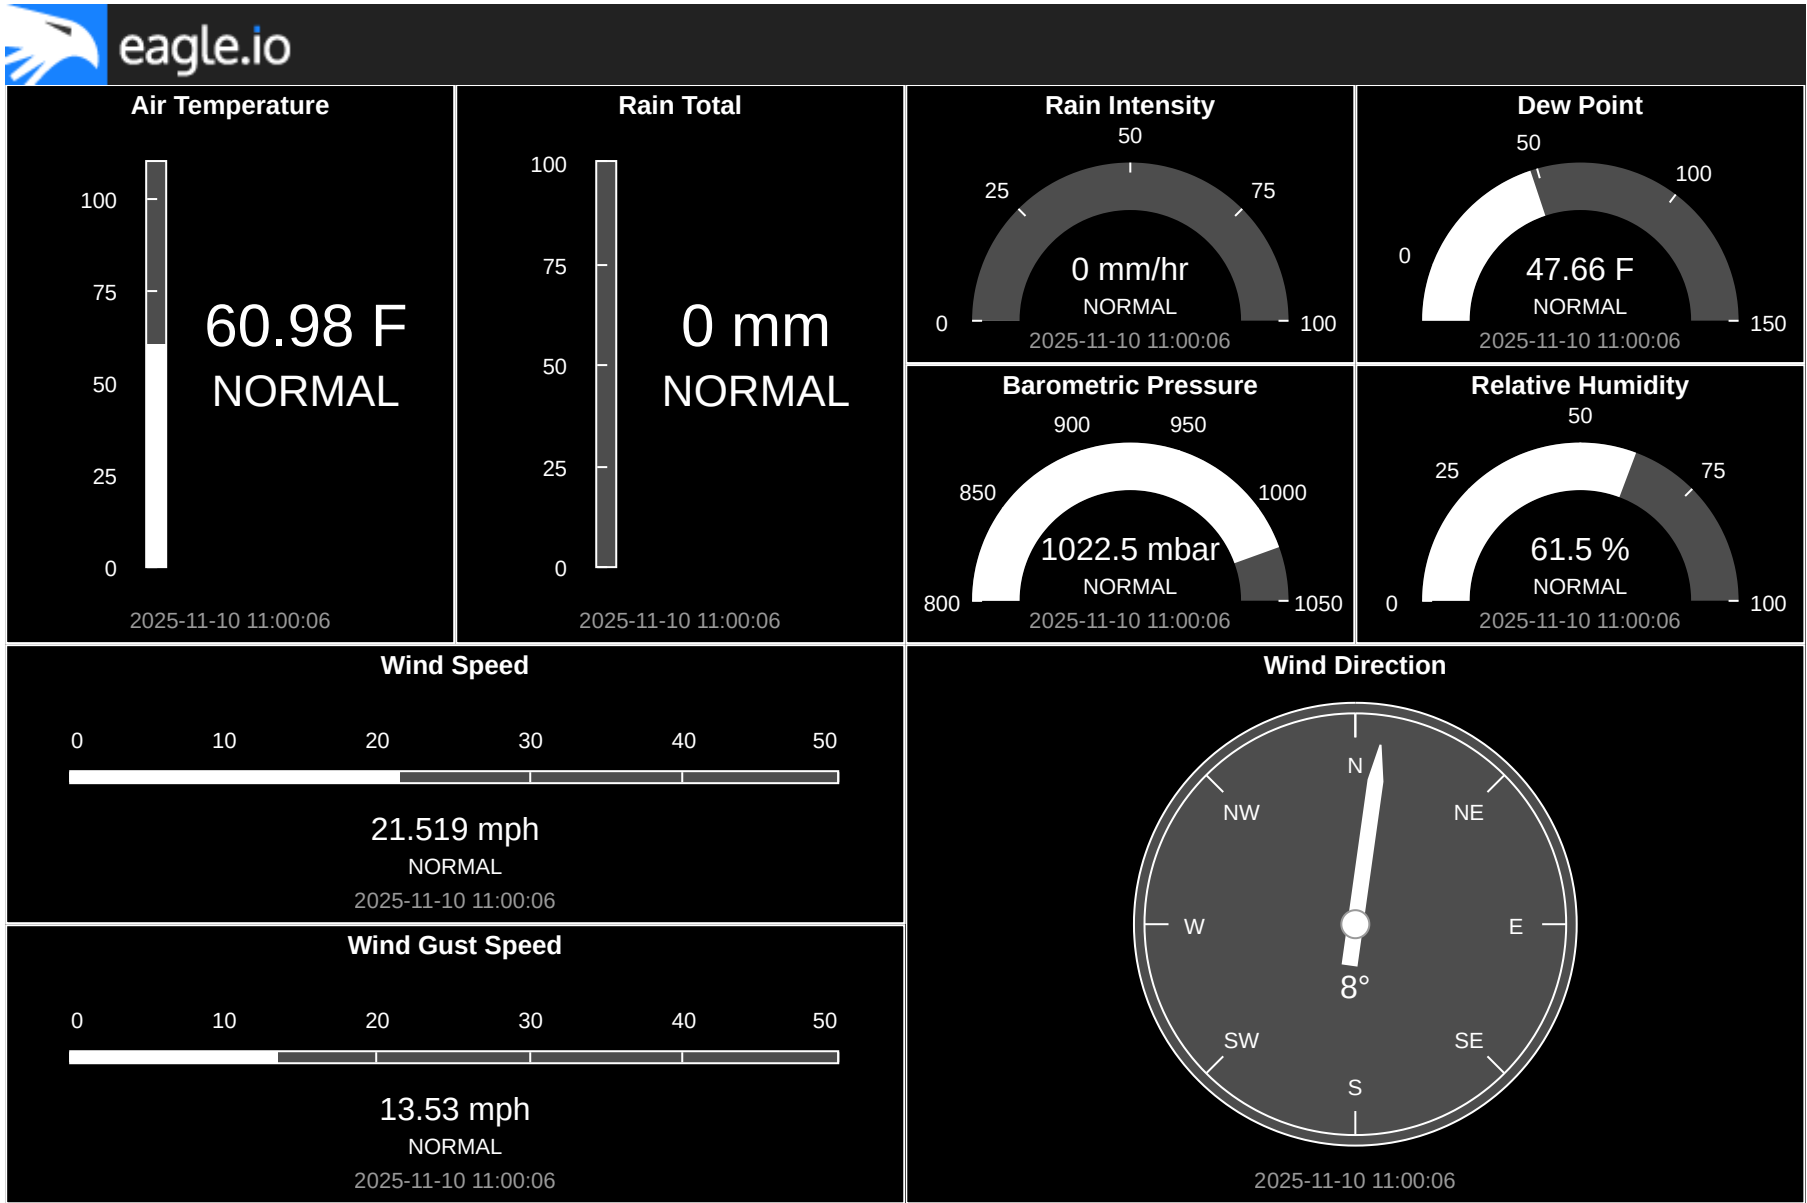 eagle.io
Air Temperature
100
75
50
25
0
60.98 F
NORMAL
2025-11-10 11:00:06
Rain Total
100
75
50
25
0
0 mm
NORMAL
2025-11-10 11:00:06
Rain Intensity
50
25
75
0
100
0 mm/hr
NORMAL
2025-11-10 11:00:06
Dew Point
50
100
0
150
47.66 F
NORMAL
2025-11-10 11:00:06
Barometric Pressure
900
950
850
1000
800
1050
1022.5 mbar
NORMAL
2025-11-10 11:00:06
Relative Humidity
50
25
75
0
100
61.5 %
NORMAL
2025-11-10 11:00:06
Wind Speed
0 10 20 30 40 50
21.519 mph
NORMAL
2025-11-10 11:00:06
Wind Gust Speed
0 10 20 30 40 50
13.53 mph
NORMAL
2025-11-10 11:00:06
Wind Direction
N
NW NE
W E
8°
SW SE
S
2025-11-10 11:00:06